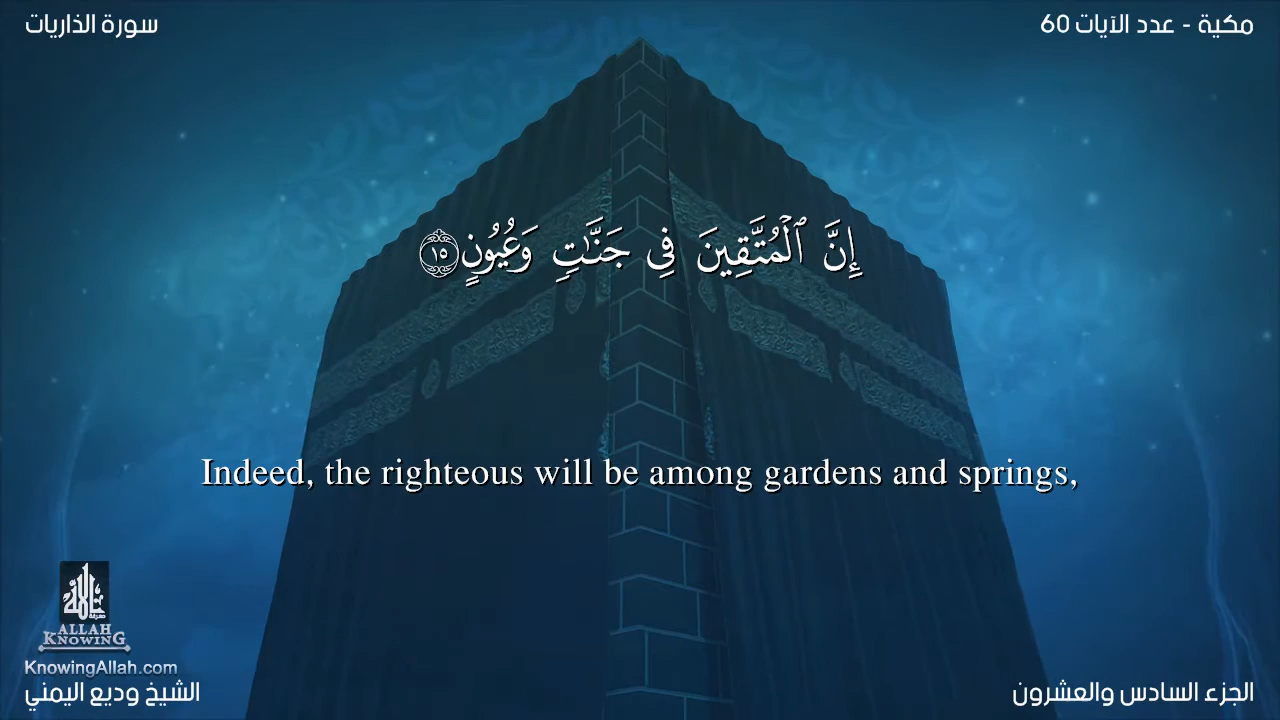 سورة الذاريات
مكية - عدد الآيات 60
إِنَّ ٱلْمُتَّقِينَ فِى جَنَّٰتٍ وَعُيُونٍ ١٥
Indeed, the righteous will be among gardens and springs,
ALLAH
KNOWING
KnowingAllah.com
الشيخ وديع اليمني
الجزء السادس والعشرون